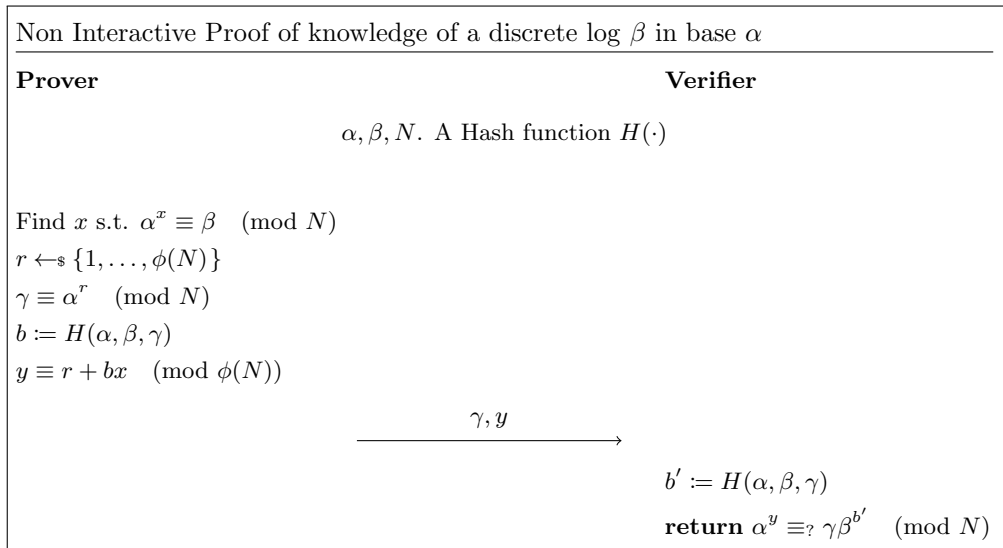 Non Interactive Proof of knowledge of a discrete log β in base α
Prover Verifier
α, β, N. A Hash function H(·)
Find x s.t. α^x ≡ β (mod N)
r ←$ {1, . . . , ϕ(N)}
γ ≡ α^r (mod N)
b := H(α, β, γ)
y ≡ r + bx (mod ϕ(N))
γ, y
b′ := H(α, β, γ)
return α^y ≡? γβ^b′ (mod N)